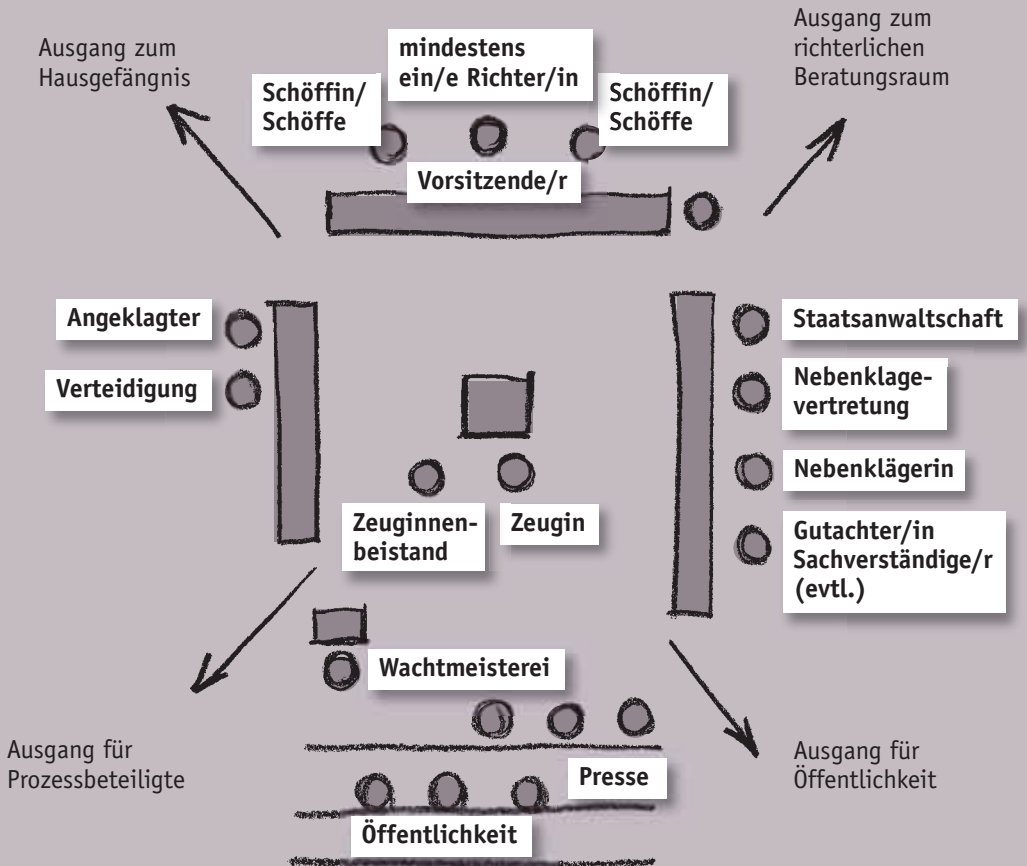 Ausgang zum
Hausgefängnis
mindestens
ein/e Richter/in
Ausgang zum
richterlichen
Beratungsraum
Schöffin/
Schöffe
Schöffin/
Schöffe
Vorsitzende/r
Angeklagter
Verteidigung
Staatsanwaltschaft
Nebenklage-
vertretung
Nebenklägerin
Gutachter/in
Sachverständige/r
(evtl.)
Zeuginnen-
beistand
Zeugin
Wachtmeisterei
Ausgang für
Prozessbeteiligte
Presse
Öffentlichkeit
Ausgang für
Öffentlichkeit